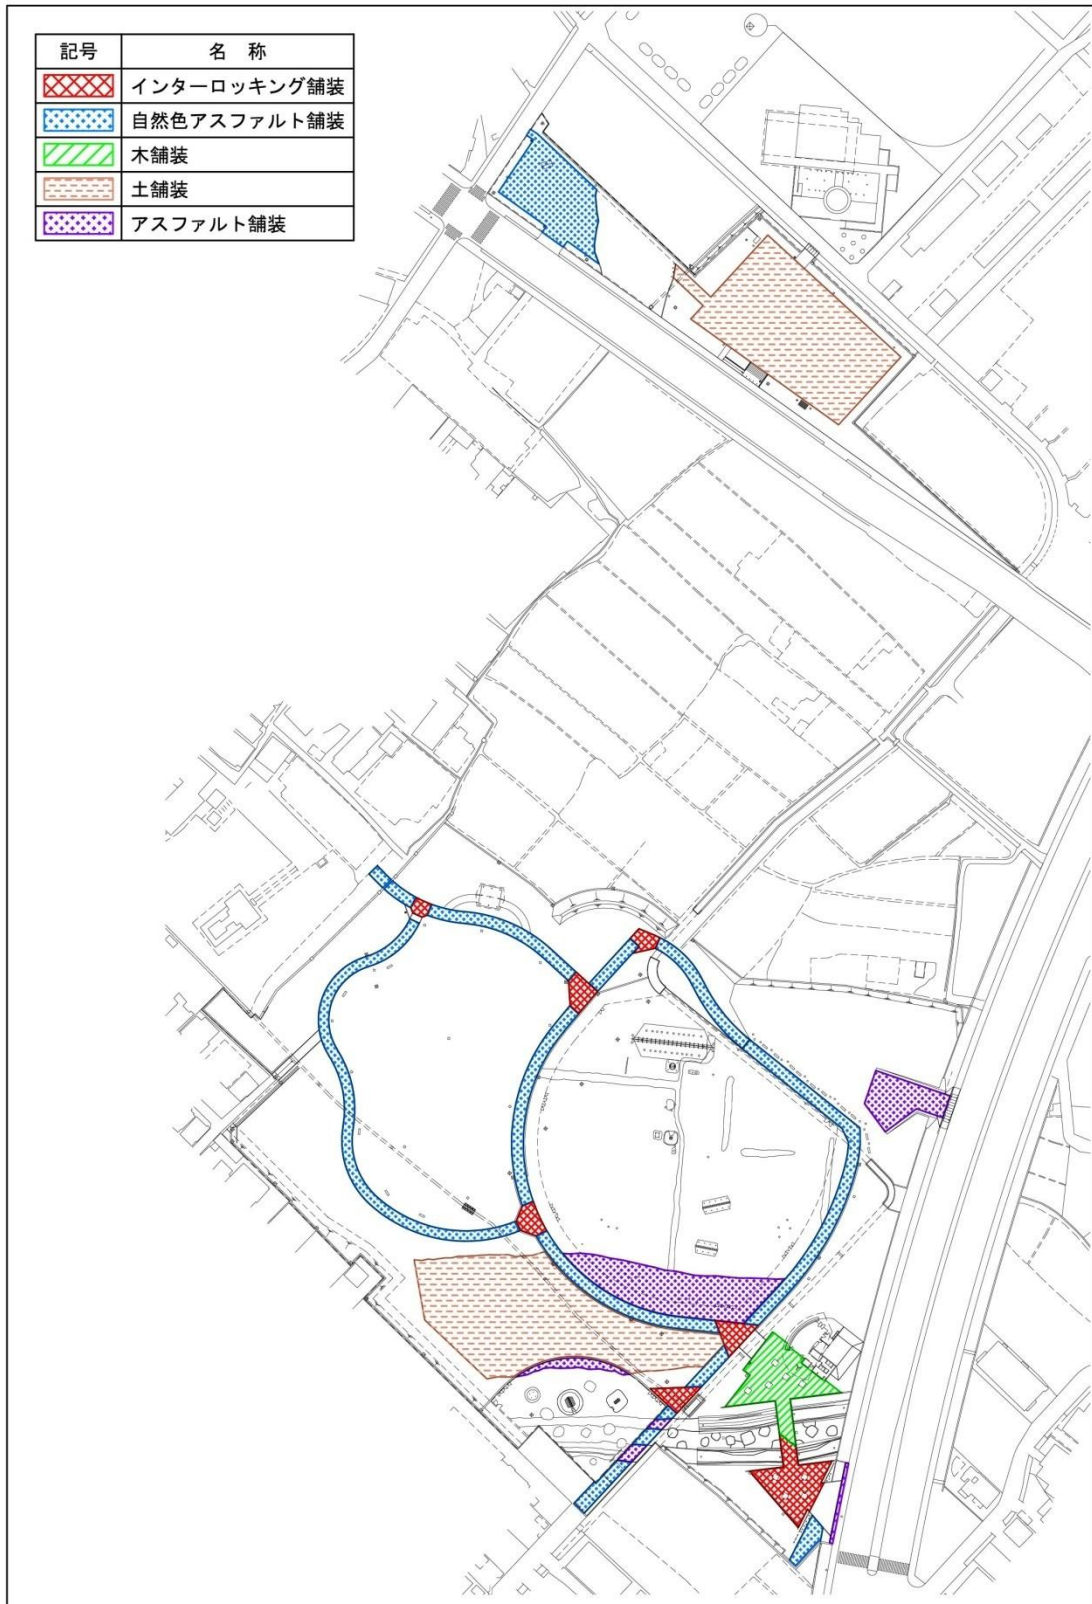 記号 名 称
インターロッキング舗装
自然色アスファルト舗装
木舗装
土舗装
アスファルト舗装